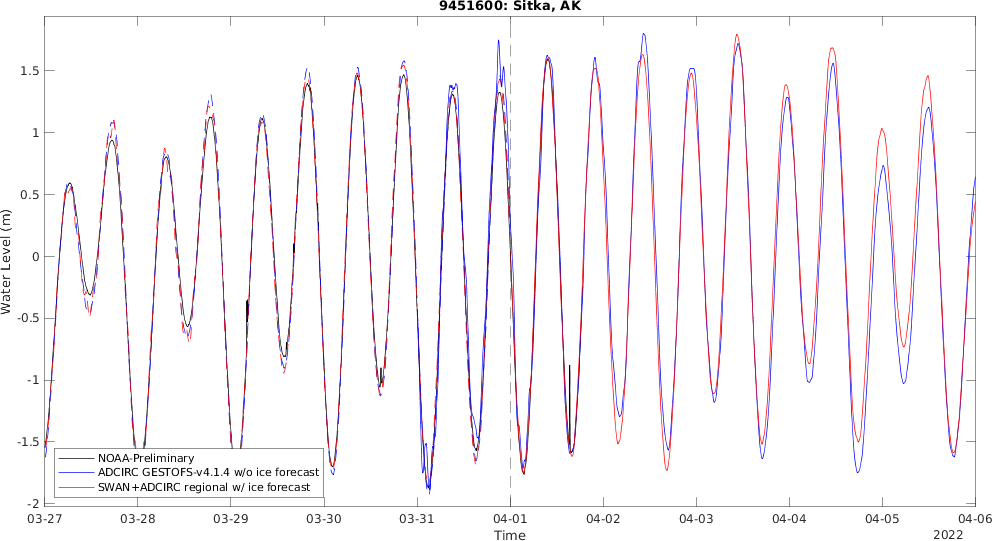 9451600: Sitka, AK
Water Level (m)
1.5
1
0.5
0
-0.5
-1
-1.5
-2
NOAA-Preliminary
ADCIRC GESTOFS-v4.1.4 w/o ice forecast
SWAN+ADCIRC regional w/ ice forecast
03-27 03-28 03-29 03-30 03-31 04-01 04-02 04-03 04-04 04-05 04-06
Time
2022